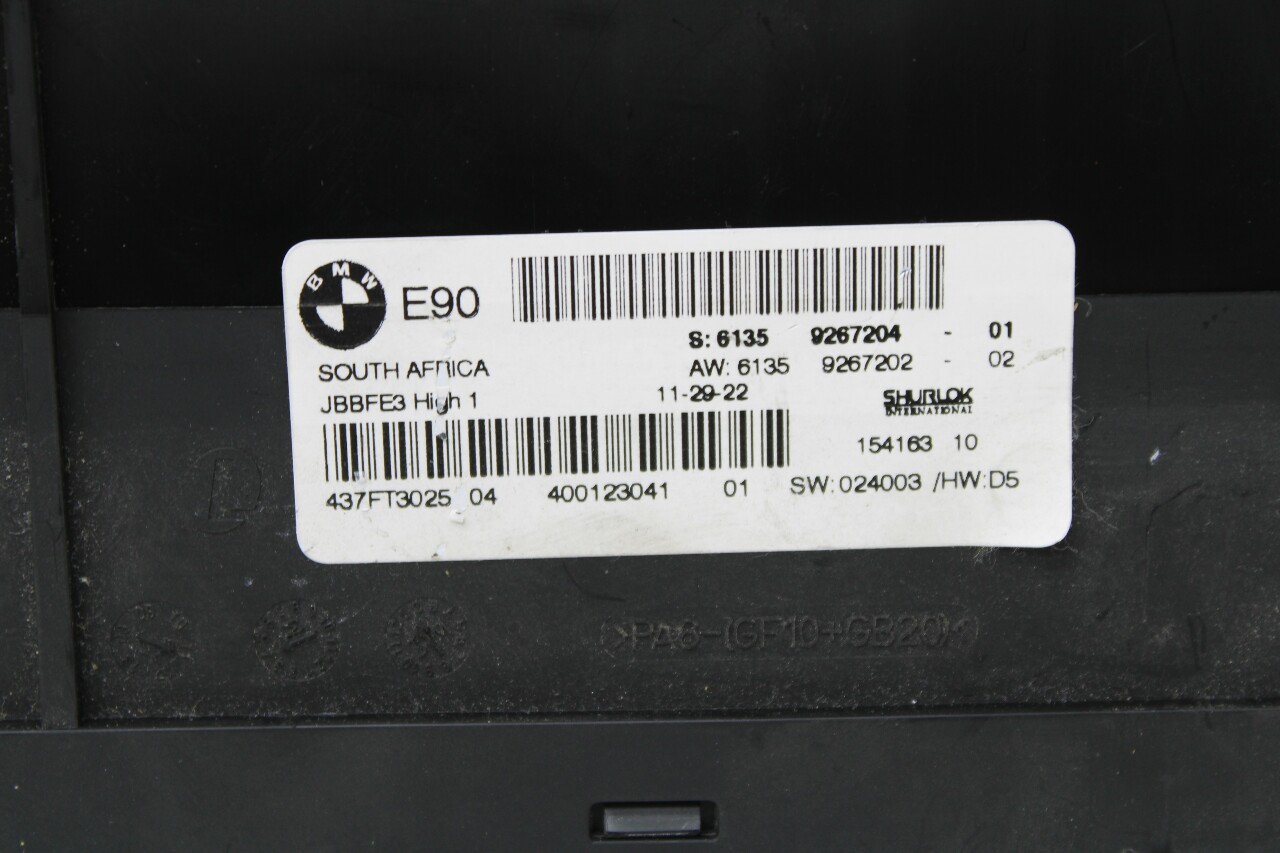 BMW E90
S: 6135 9267204 - 01
SOUTH AFRICA AW: 6135 9267202 - 02
JBBFE3 High 1 11-29-22 SHURLOK
INTERNATIONAL
154163 10
437FT3025 04 400123041 01 SW:024003 /HW:D5
>PA6-(GF10+GB20)<